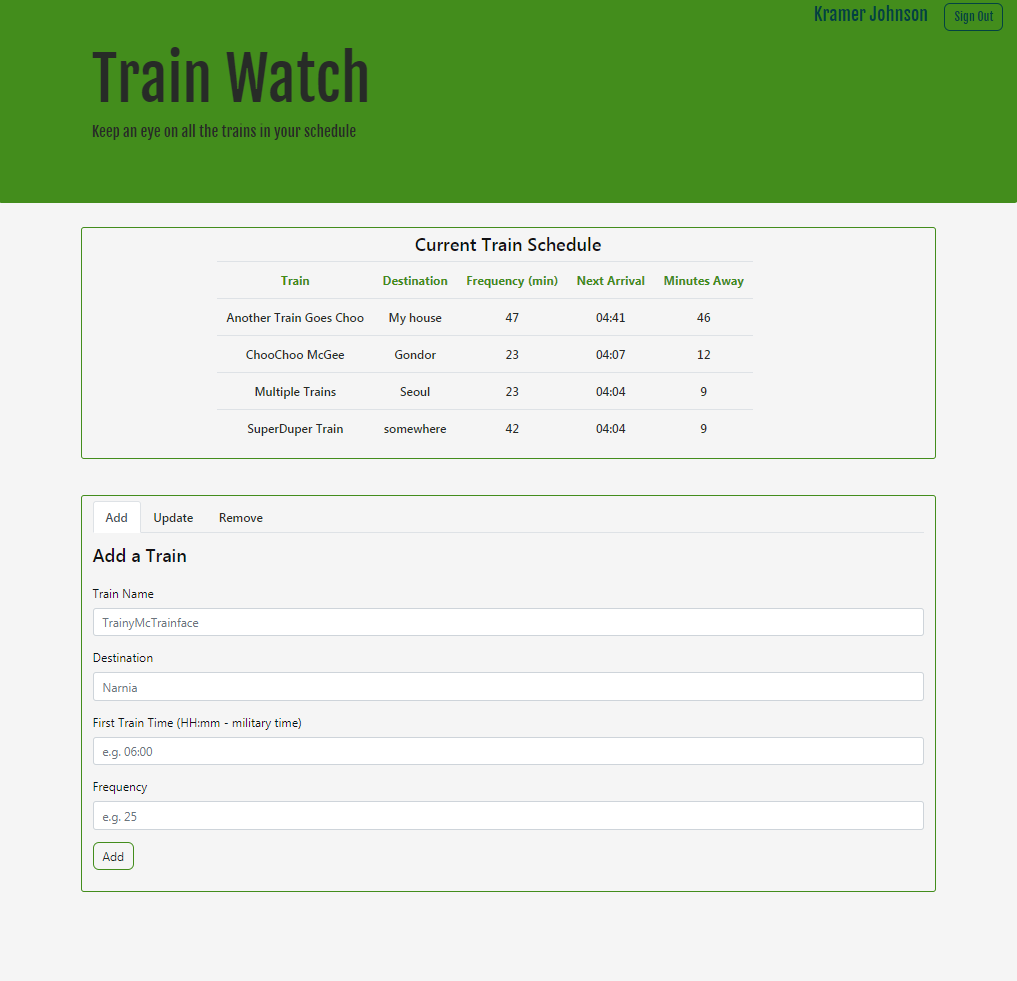 Kramer Johnson Sign Out
Train Watch
Keep an eye on all the trains in your schedule
Current Train Schedule
Train Destination Frequency (min) Next Arrival Minutes Away
Another Train Goes Choo My house 47 04:41 46
ChooChoo McGee Gondor 23 04:07 12
Multiple Trains Seoul 23 04:04 9
SuperDuper Train somewhere 42 04:04 9
Add Update Remove
Add a Train
Train Name
TrainyMcTrainface
Destination
Narnia
First Train Time (HH:mm - military time)
e.g. 06:00
Frequency
e.g. 25
Add